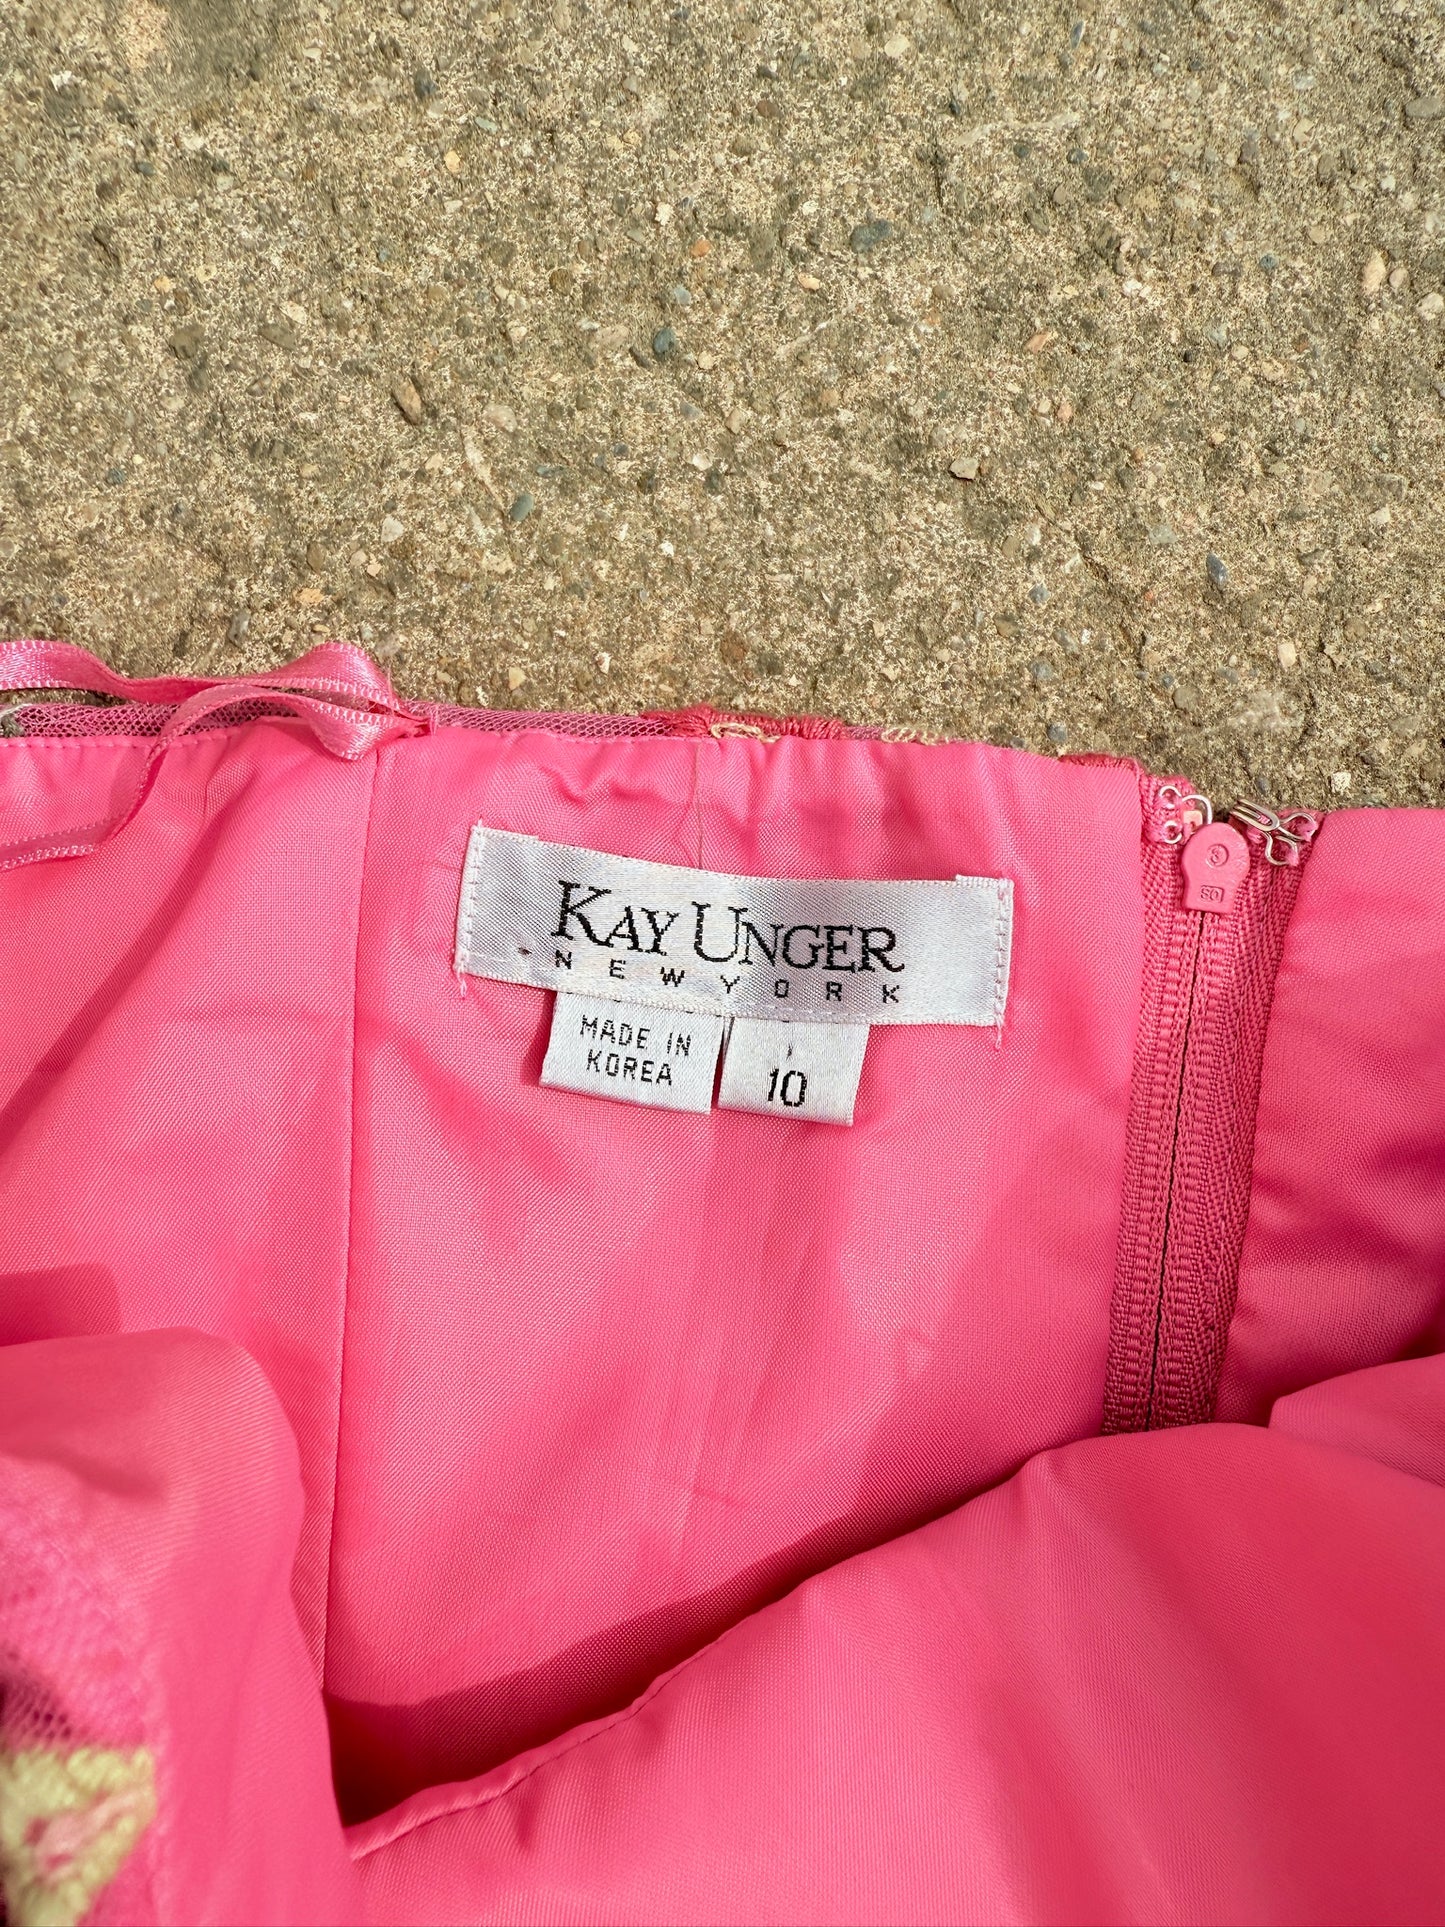 KAY UNGER
NEW YORK
MADE IN
KOREA
10